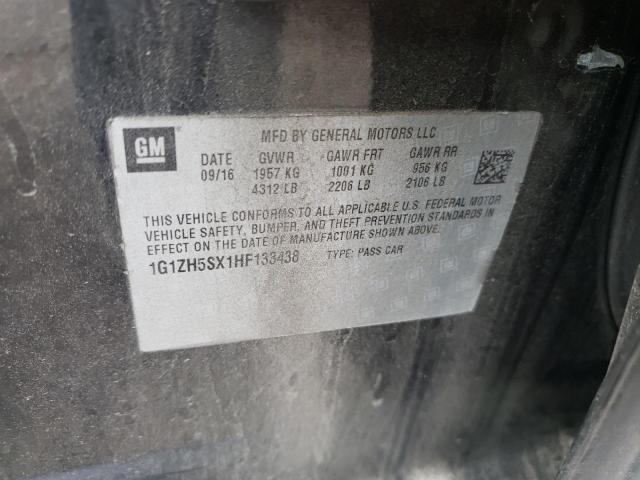 GM
MFD BY GENERAL MOTORS LLC
DATE GVWR GAWR FRT GAWR RR
09/16 1957 KG 1001 KG 956 KG
4312 LB 2206 LB 2106 LB
THIS VEHICLE CONFORMS TO ALL APPLICABLE U.S. FEDERAL MOTOR
VEHICLE SAFETY, BUMPER, AND THEFT PREVENTION STANDARDS IN
EFFECT ON THE DATE OF MANUFACTURE SHOWN ABOVE.
1G1ZH5SX1HF133438 TYPE: PASS CAR